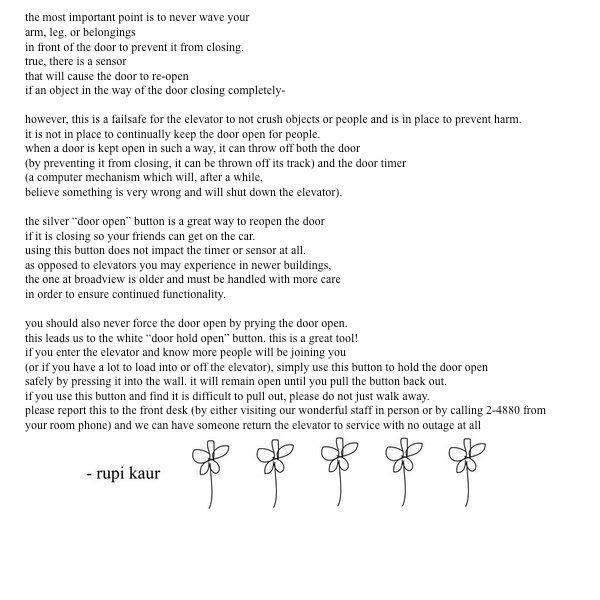 the most important point is to never wave your
arm, leg, or belongings
in front of the door to prevent it from closing.
true, there is a sensor
that will cause the door to re-open
if an object in the way of the door closing completely-
however, this is a failsafe for the elevator to not crush objects or people and is in place to prevent harm.
it is not in place to continually keep the door open for people.
when a door is kept open in such a way, it can throw off both the door
(by preventing it from closing, it can be thrown off its track) and the door timer
(a computer mechanism which will, after a while,
believe something is very wrong and will shut down the elevator).
the silver “door open” button is a great way to reopen the door
if it is closing so your friends can get on the car.
using this button does not impact the timer or sensor at all.
as opposed to elevators you may experience in newer buildings,
the one at broadview is older and must be handled with more care
in order to ensure continued functionality.
you should also never force the door open by prying the door open.
this leads us to the white “door hold open” button. this is a great tool!
if you enter the elevator and know more people will be joining you
(or if you have a lot to load into or off the elevator), simply use this button to hold the door open
safely by pressing it into the wall. it will remain open until you pull the button back out.
if you use this button and find it is difficult to pull out, please do not just walk away.
please report this to the front desk (by either visiting our wonderful staff in person or by calling 2-4880 from
your room phone) and we can have someone return the elevator to service with no outage at all
- rupi kaur